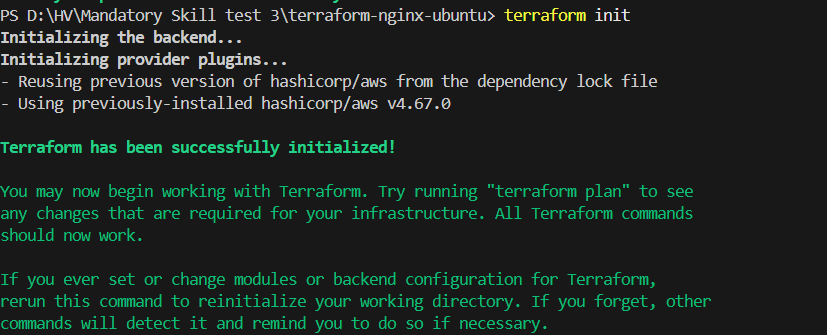 PS D:\HV\Mandatory Skill test 3\terraform-nginx-ubuntu> terraform init
Initializing the backend...
Initializing provider plugins...
- Reusing previous version of hashicorp/aws from the dependency lock file
- Using previously-installed hashicorp/aws v4.67.0
Terraform has been successfully initialized!
You may now begin working with Terraform. Try running "terraform plan" to see
any changes that are required for your infrastructure. All Terraform commands
should now work.
If you ever set or change modules or backend configuration for Terraform,
rerun this command to reinitialize your working directory. If you forget, other
commands will detect it and remind you to do so if necessary.